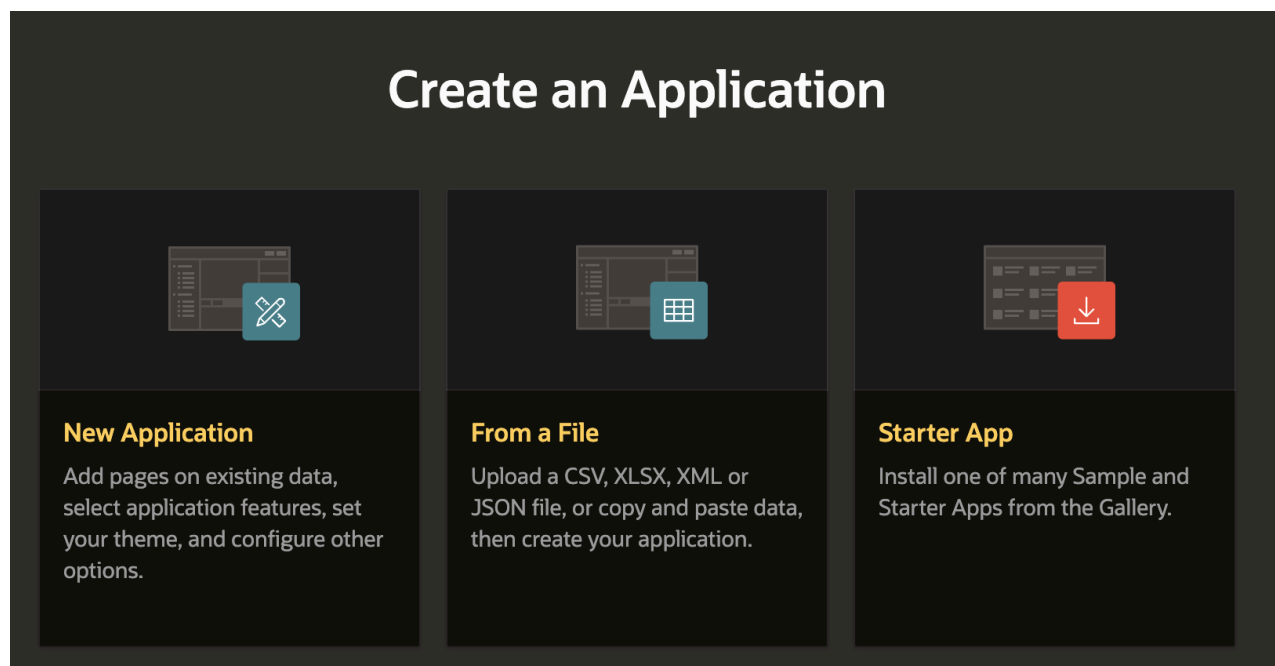 Create an Application
New Application
Add pages on existing data,
select application features, set
your theme, and configure other
options.
From a File
Upload a CSV, XLSX, XML or
JSON file, or copy and paste data,
then create your application.
Starter App
Install one of many Sample and
Starter Apps from the Gallery.